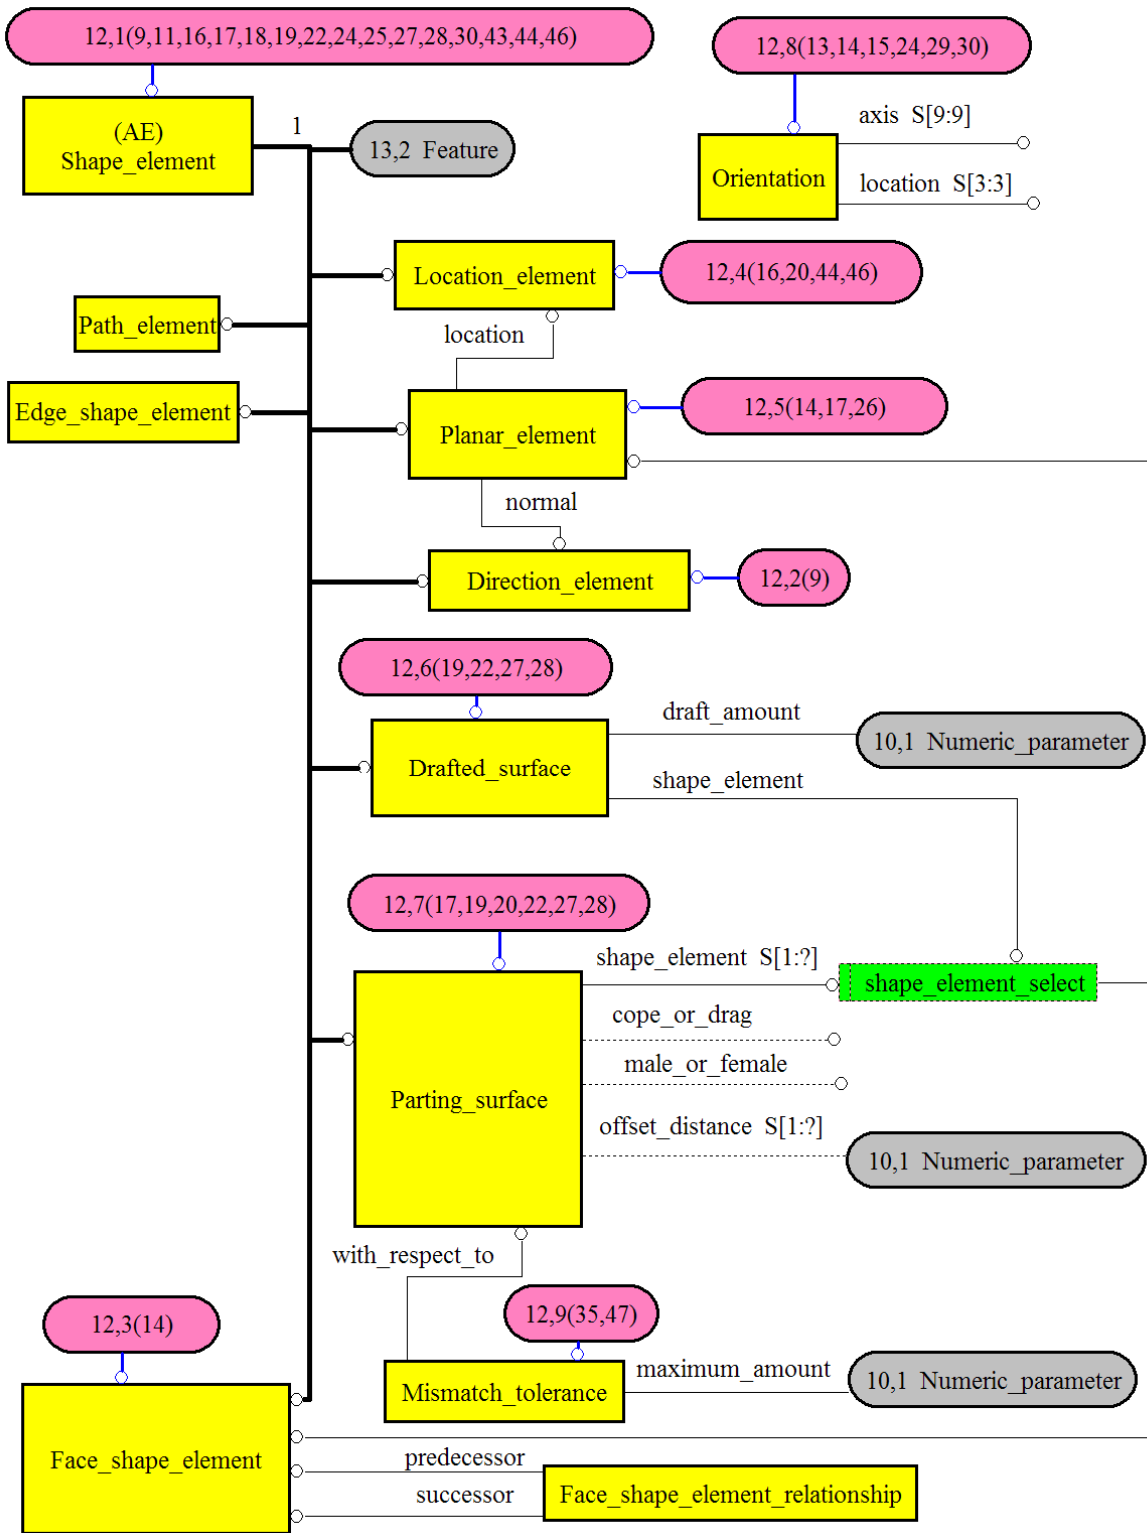 12,1(9,11,16,17,18,19,22,24,25,27,28,30,43,44,46)
12,8(13,14,15,24,29,30)
(AE)
Shape_element
1
13,2 Feature
axis S[9:9]
Orientation
location S[3:3]
Location_element
12,4(16,20,44,46)
Path_element
location
Edge_shape_element
Planar_element
12,5(14,17,26)
normal
Direction_element
12,2(9)
12,6(19,22,27,28)
draft_amount
10,1 Numeric_parameter
Drafted_surface
shape_element
12,7(17,19,20,22,27,28)
shape_element S[1:?]
shape_element_select
cope_or_drag
male_or_female
Parting_surface
offset_distance S[1:?]
10,1 Numeric_parameter
with_respect_to
12,3(14)
12,9(35,47)
maximum_amount
10,1 Numeric_parameter
Mismatch_tolerance
Face_shape_element
predecessor
successor
Face_shape_element_relationship